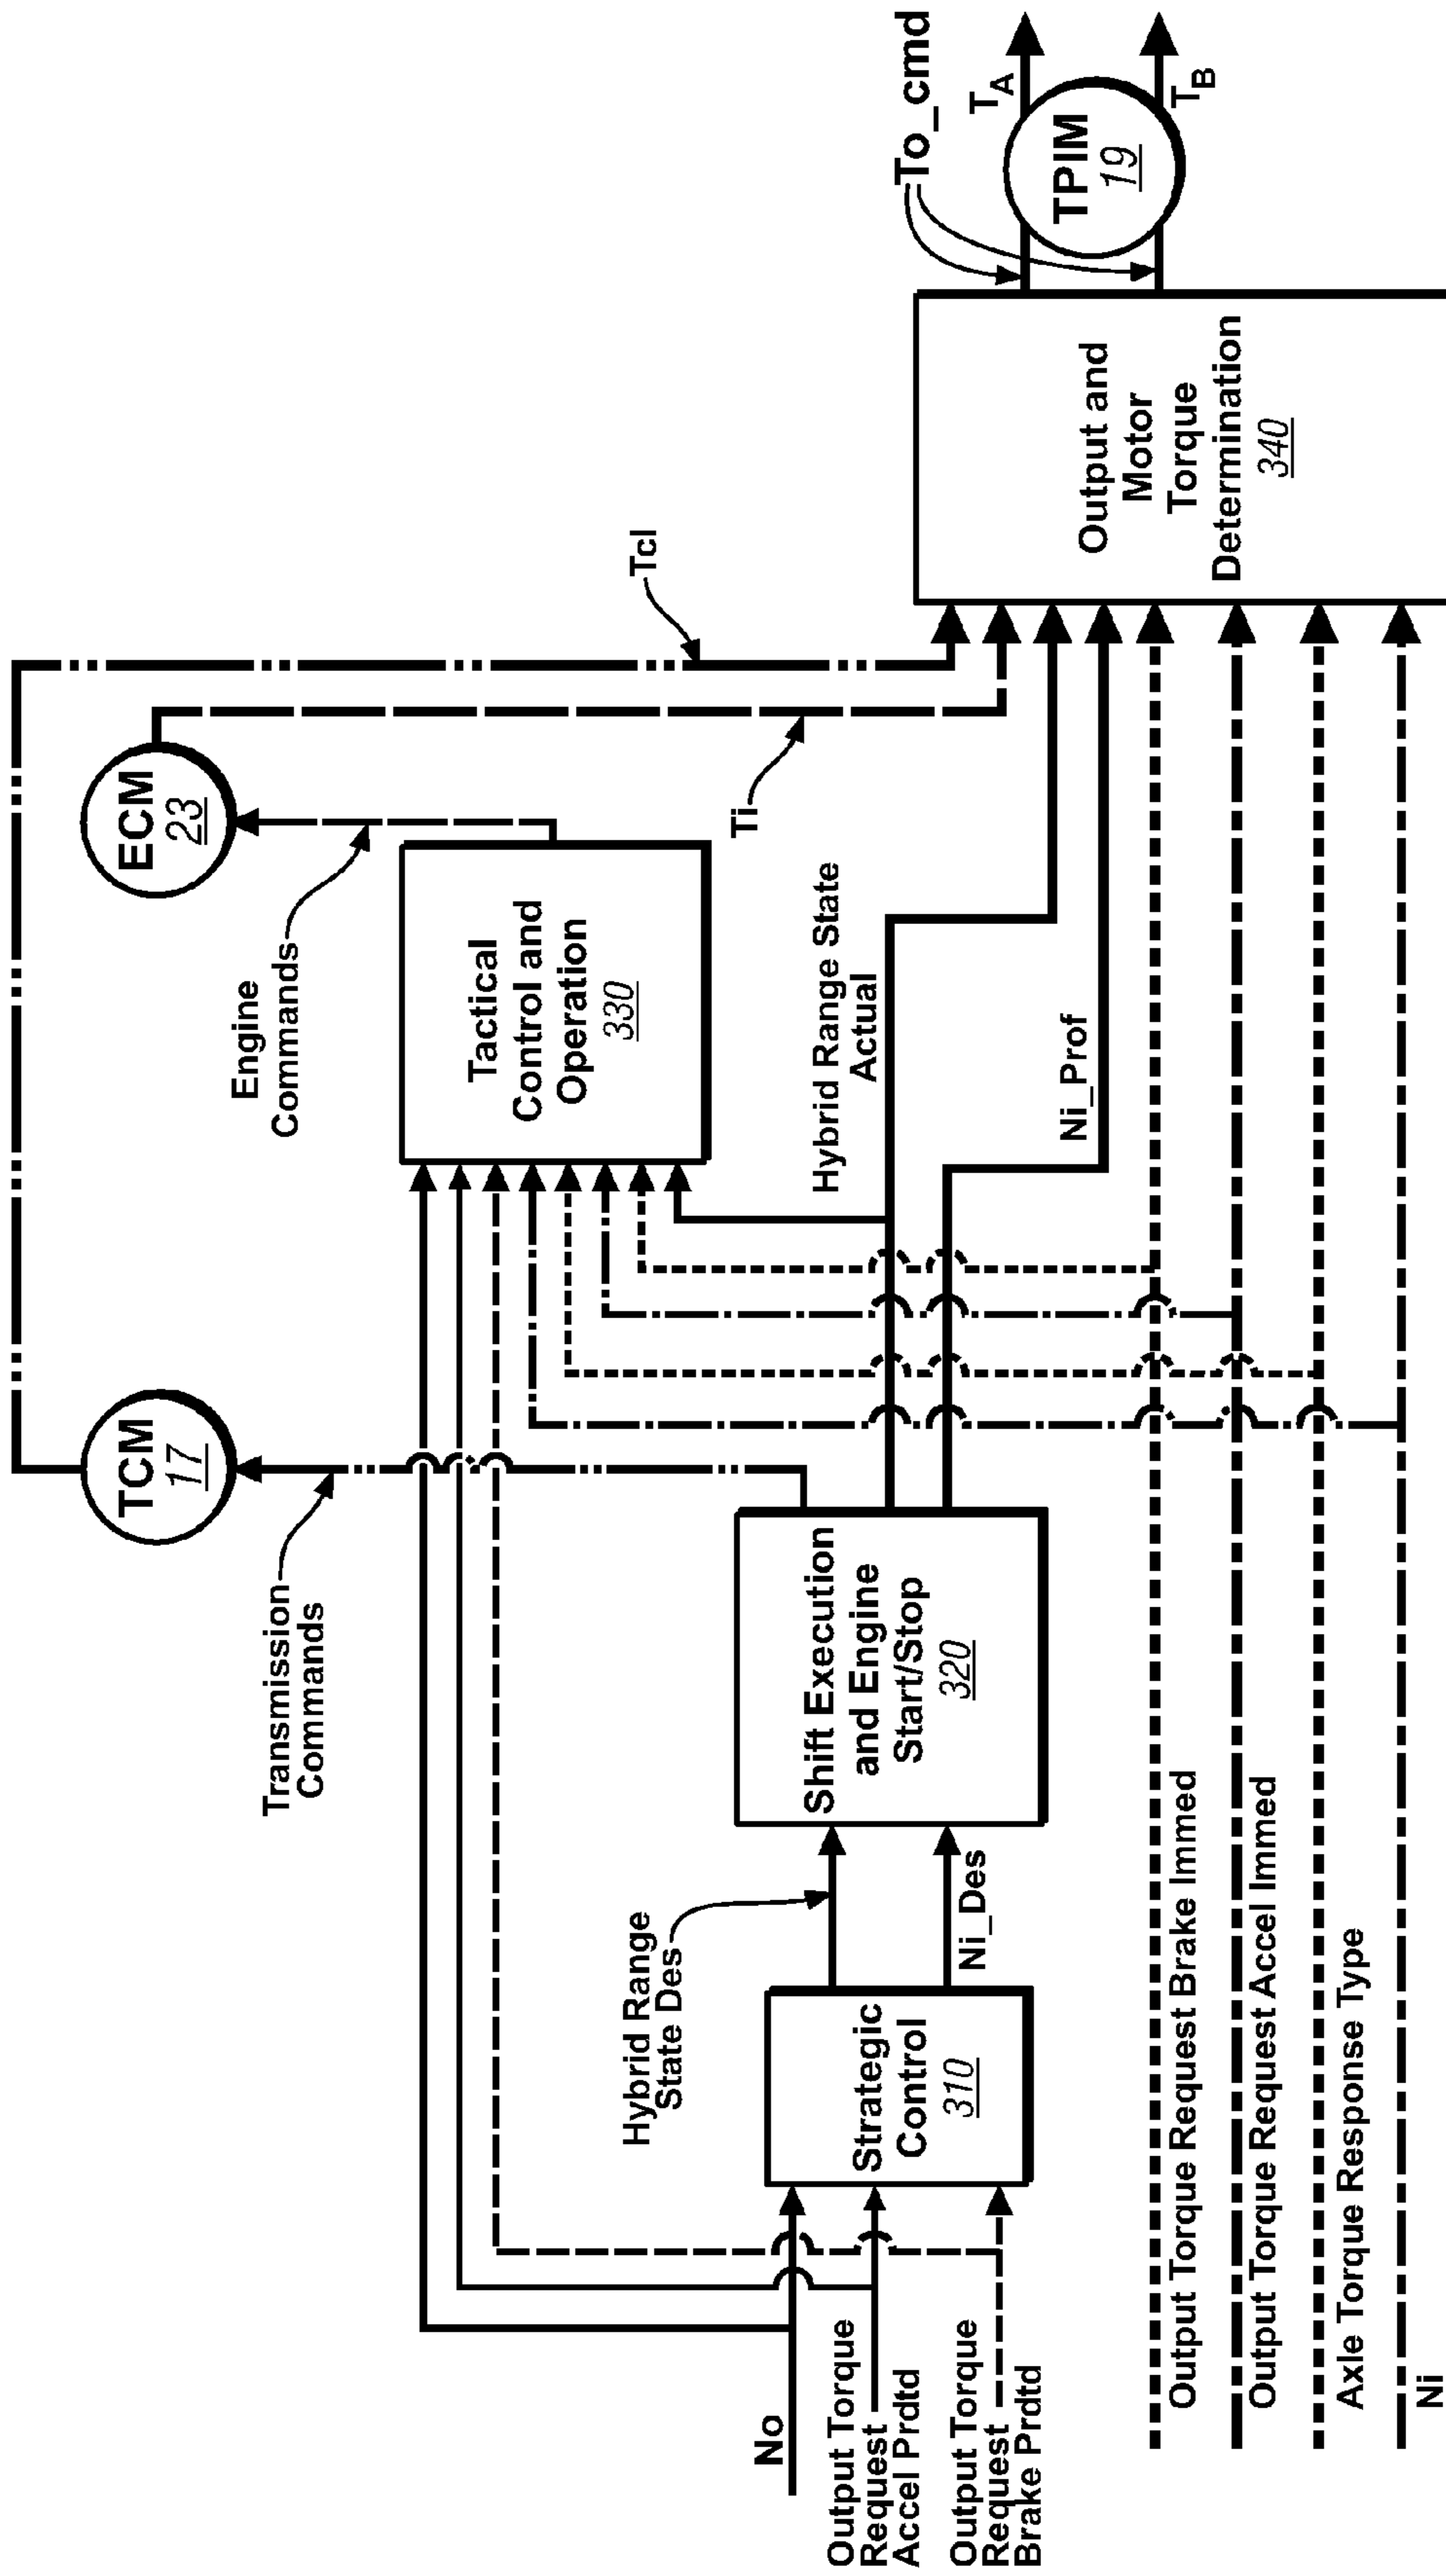 TCM
17
ECM
23
Transmission
Commands
Engine
Commands
Tcl
Ti
Tactical
Control and
Operation
330
Hybrid Range
State Des
Hybrid Range State
Actual
No
Output Torque
Request
Accel Prdtd
Output Torque
Request
Brake Prdtd
Strategic
Control
310
Ni_Des
Shift Execution
and Engine
Start/Stop
320
Ni_Prof
To_cmd
TPIM
19
TA
TB
Output and
Motor
Torque
Determination
340
Output Torque Request Brake Immed
Output Torque Request Accel Immed
Axle Torque Response Type
Ni